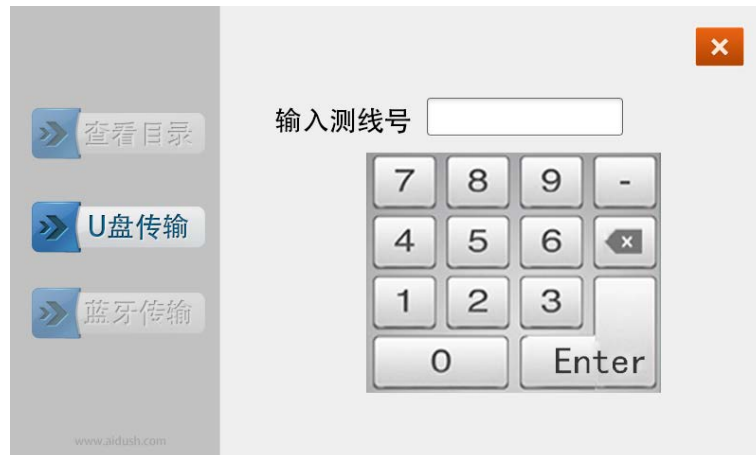 查看目录
U盘传输
蓝牙传输
www.aidush.com
×
输入测线号
7 8 9 -
4 5 6 x
1 2 3
0 Enter